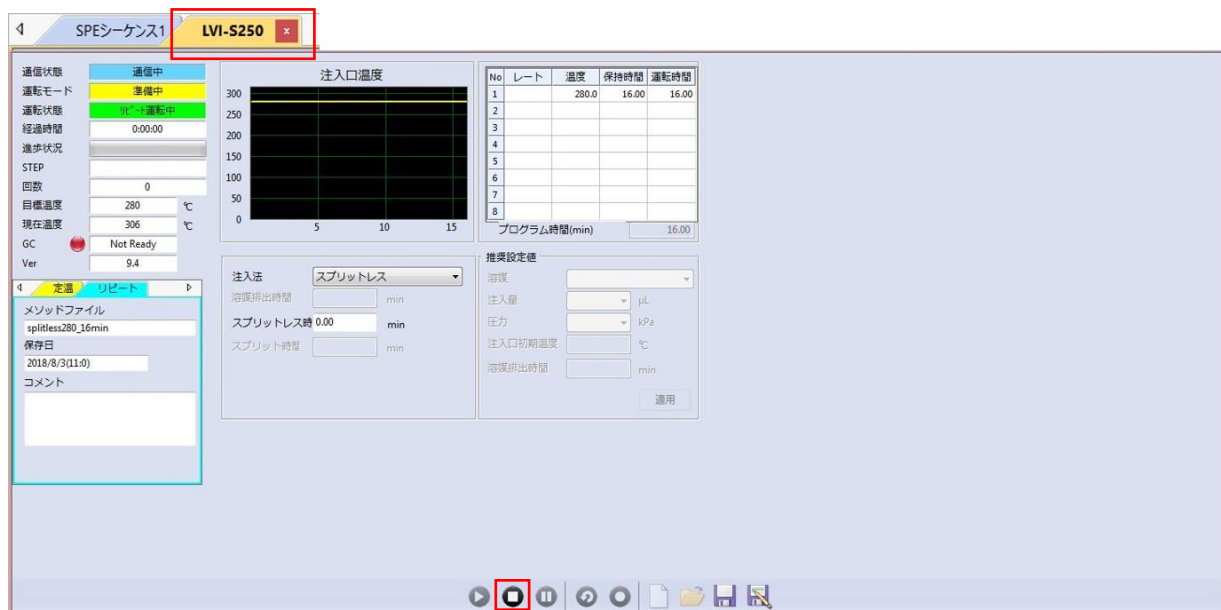 SPEシーケンス1
LVI-S250
x
通信状態 通信中
運転モード 準備中
運転状態 ﾘﾋﾟｰﾄ運転中
経過時間 0:00:00
進歩状況
STEP
回数 0
目標温度 280 ℃
現在温度 306 ℃
GC Not Ready
Ver 9.4
定温 リピート
メソッドファイル
splitless280_16min
保存日
2018/8/3(11:0)
コメント
注入口温度
300
250
200
150
100
50
0
5 10 15
No レート 温度 保持時間 運転時間
1 280.0 16.00 16.00
2
3
4
5
6
7
8
プログラム時間(min) 16.00
注入法 スプリットレス
溶媒排出時間 min
スプリットレス時 0.00 min
スプリット時間 min
推奨設定値
溶媒
注入量 μL
圧力 kPa
注入口初期温度 ℃
溶媒排出時間 min
適用